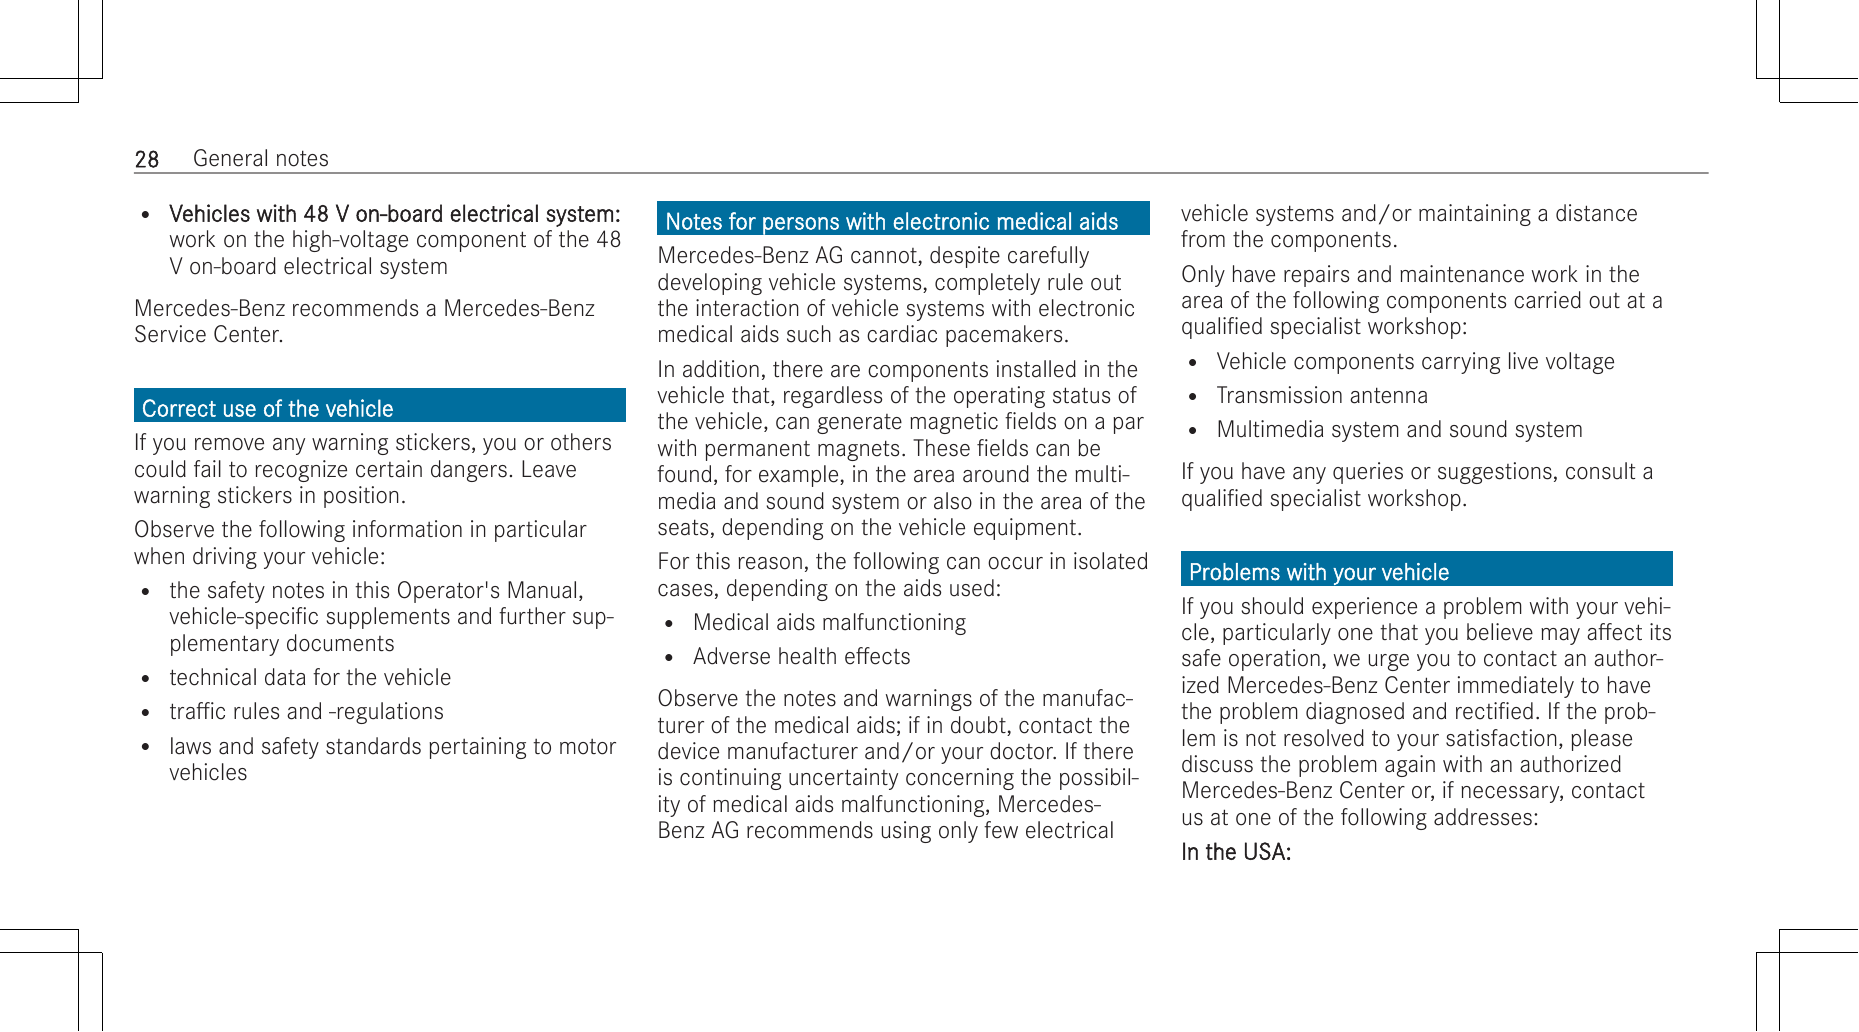 28 General notes
• Vehicles with 48 V on-board electrical system:
work on the high-voltage component of the 48
V on-board electrical system
Mercedes-Benz recommends a Mercedes-Benz
Service Center.
Correct use of the vehicle
If you remove any warning stickers, you or others
could fail to recognize certain dangers. Leave
warning stickers in position.
Observe the following information in particular
when driving your vehicle:
• the safety notes in this Operator's Manual,
vehicle-specific supplements and further sup-
plementary documents
• technical data for the vehicle
• traffic rules and -regulations
• laws and safety standards pertaining to motor
vehicles
Notes for persons with electronic medical aids
Mercedes-Benz AG cannot, despite carefully
developing vehicle systems, completely rule out
the interaction of vehicle systems with electronic
medical aids such as cardiac pacemakers.
In addition, there are components installed in the
vehicle that, regardless of the operating status of
the vehicle, can generate magnetic fields on a par
with permanent magnets. These fields can be
found, for example, in the area around the multi-
media and sound system or also in the area of the
seats, depending on the vehicle equipment.
For this reason, the following can occur in isolated
cases, depending on the aids used:
• Medical aids malfunctioning
• Adverse health effects
Observe the notes and warnings of the manufac-
turer of the medical aids; if in doubt, contact the
device manufacturer and/or your doctor. If there
is continuing uncertainty concerning the possibil-
ity of medical aids malfunctioning, Mercedes-
Benz AG recommends using only few electrical
vehicle systems and/or maintaining a distance
from the components.
Only have repairs and maintenance work in the
area of the following components carried out at a
qualified specialist workshop:
• Vehicle components carrying live voltage
• Transmission antenna
• Multimedia system and sound system
If you have any queries or suggestions, consult a
qualified specialist workshop.
Problems with your vehicle
If you should experience a problem with your vehi-
cle, particularly one that you believe may affect its
safe operation, we urge you to contact an author-
ized Mercedes-Benz Center immediately to have
the problem diagnosed and rectified. If the prob-
lem is not resolved to your satisfaction, please
discuss the problem again with an authorized
Mercedes-Benz Center or, if necessary, contact
us at one of the following addresses:
In the USA: